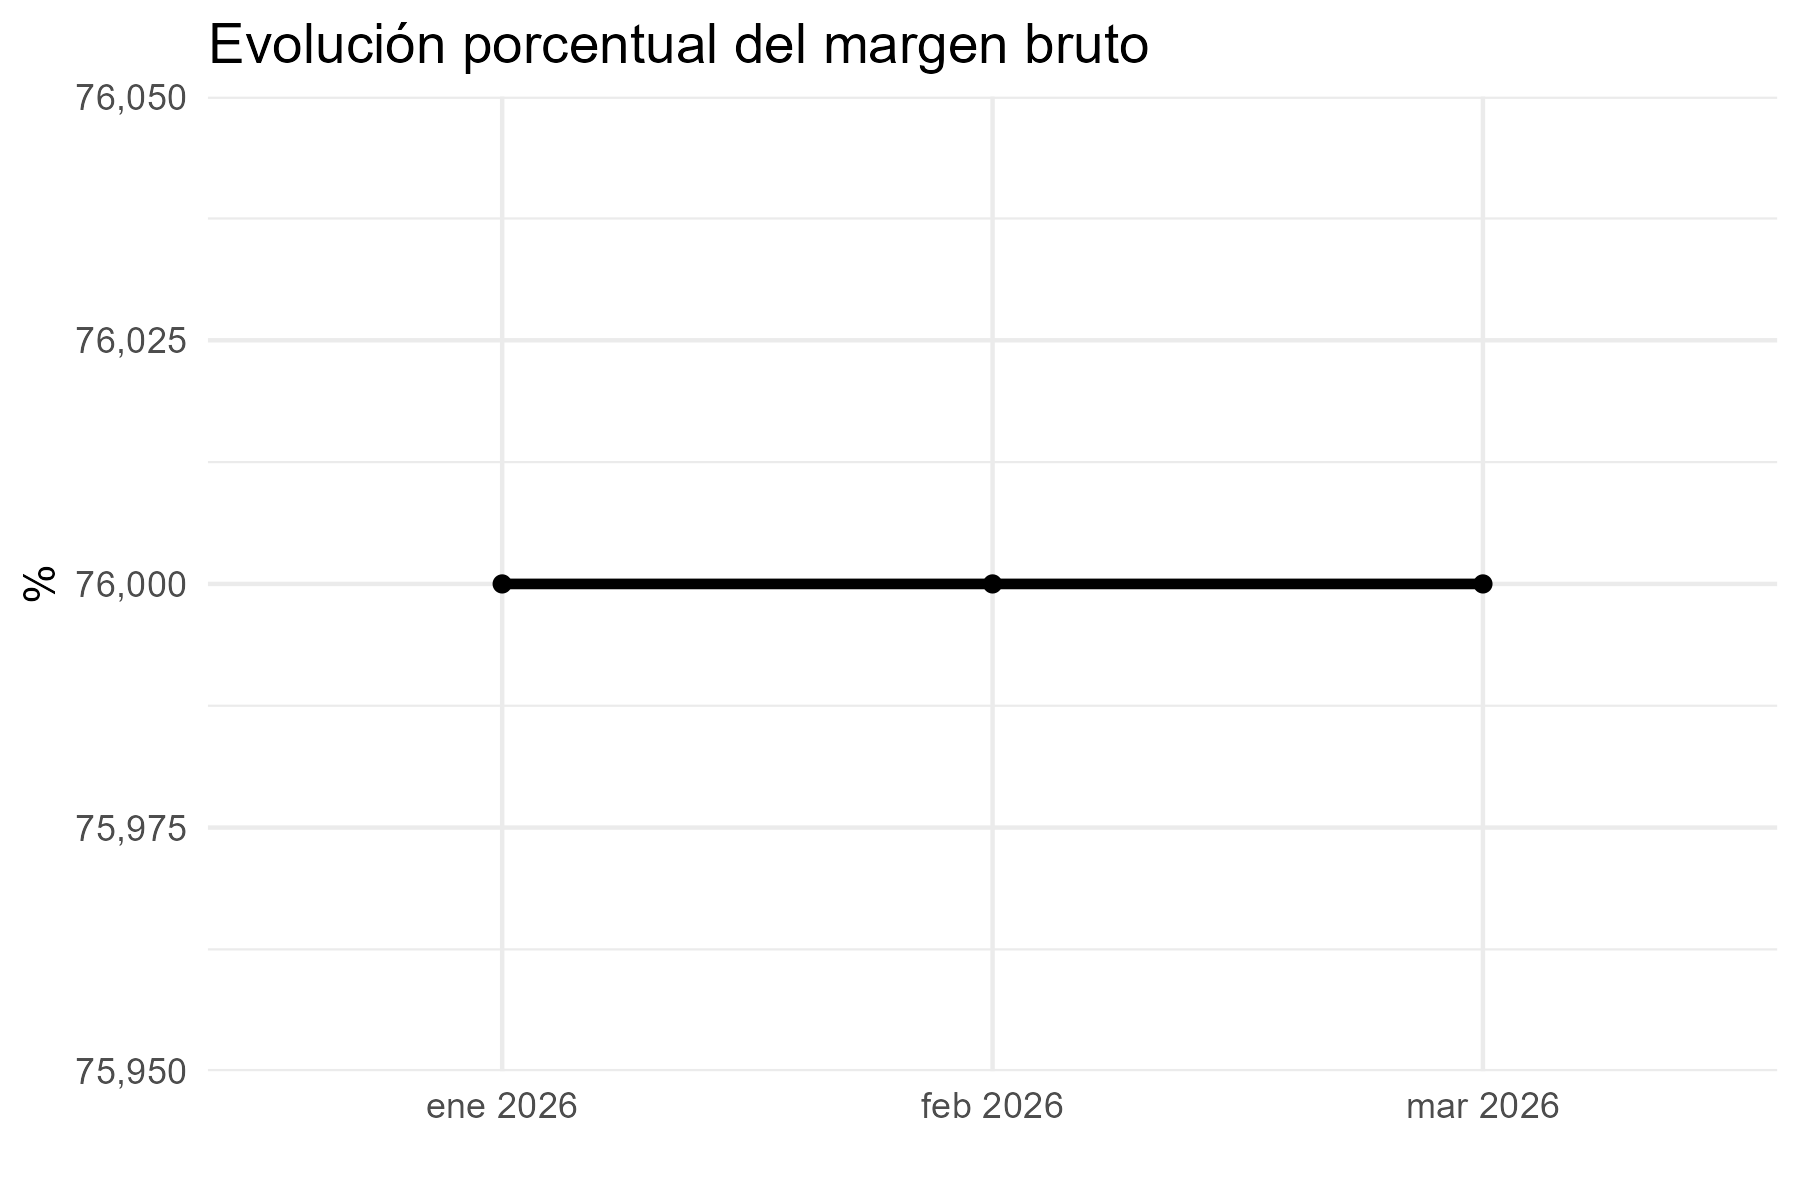 Evolución porcentual del margen bruto
76,050
76,025
76,000
75,975
75,950
%
ene 2026
feb 2026
mar 2026